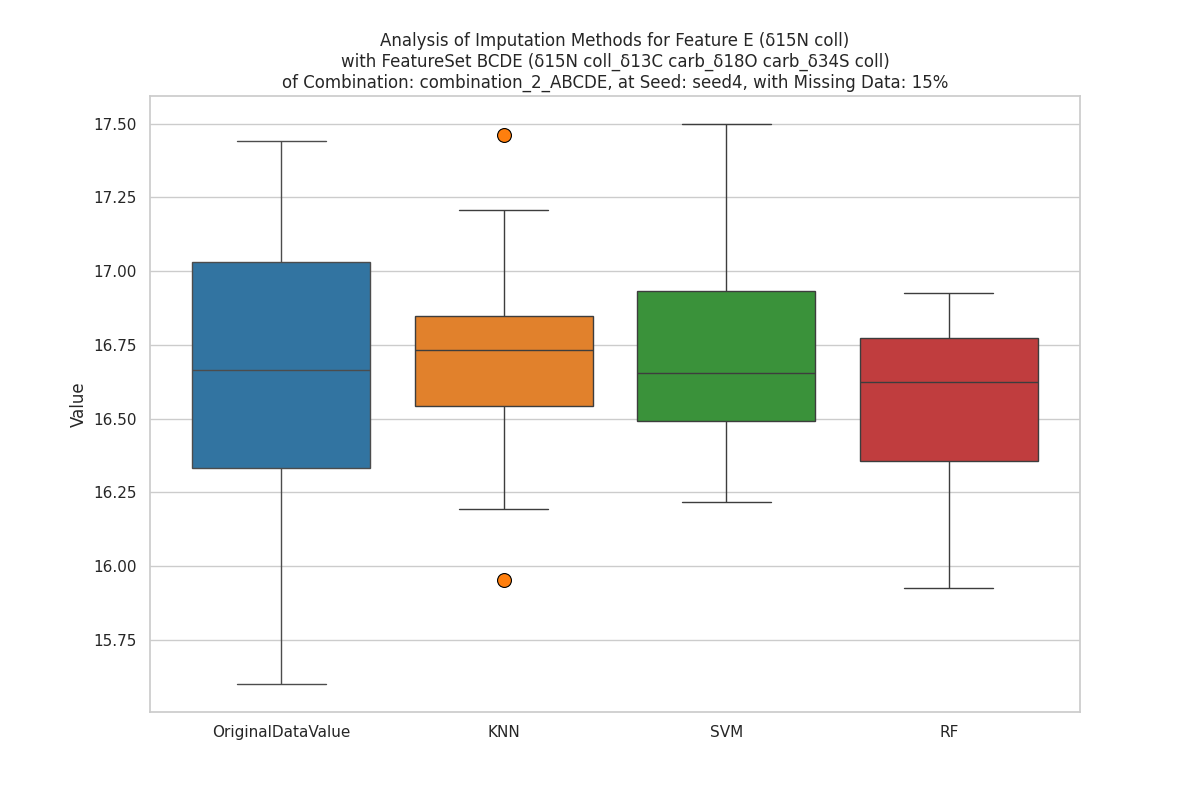 Analysis of Imputation Methods for Feature E (δ15N coll)
with FeatureSet BCDE (δ15N coll_δ13C carb_δ18O carb_δ34S coll)
of Combination: combination_2_ABCDE, at Seed: seed4, with Missing Data: 15%
17.50
17.25
17.00
16.75
16.50
16.25
16.00
15.75
Value
OriginalDataValue
KNN
SVM
RF